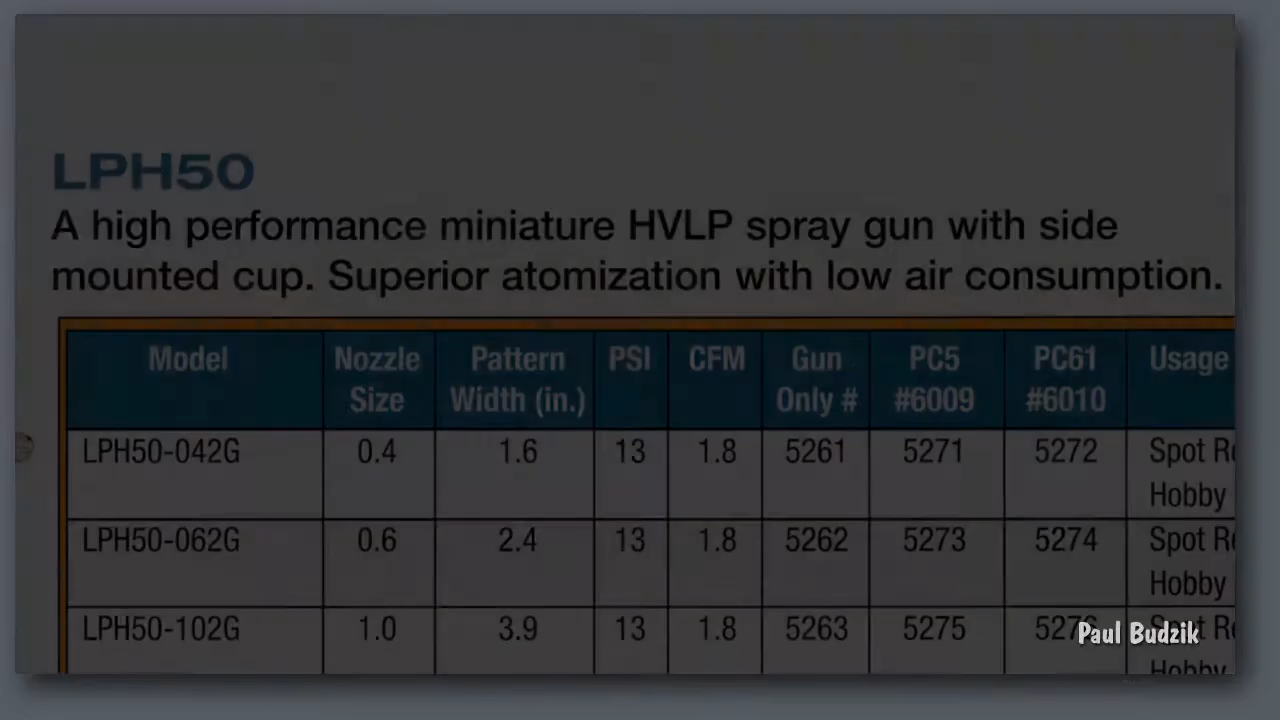 LPH50
A high performance miniature HVLP spray gun with side
mounted cup. Superior atomization with low air consumption.
Model Nozzle Size Pattern Width (in.) PSI CFM Gun Only # PC5 #6009 PC61 #6010 Usage
LPH50-042G 0.4 1.6 13 1.8 5261 5271 5272 Spot
Hobby
LPH50-062G 0.6 2.4 13 1.8 5262 5273 5274 Spot
Hobby
LPH50-102G 1.0 3.9 13 1.8 5263 5275
Hobby
Paul Budzik